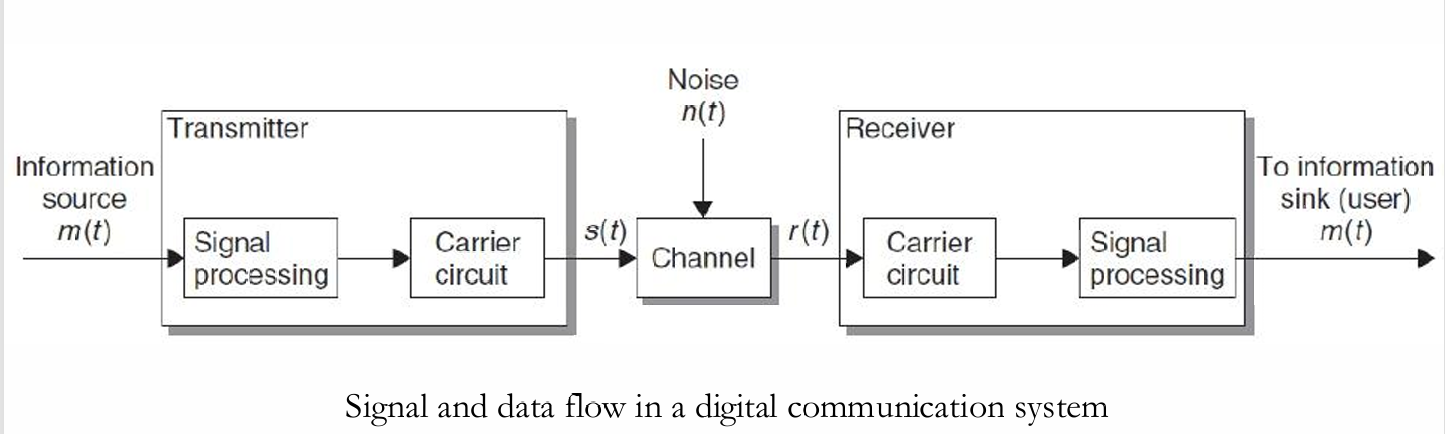 Information
source
m(t)
Transmitter
Signal
processing
Carrier
circuit
s(t)
Noise
n(t)
Channel
r(t)
Receiver
Carrier
circuit
Signal
processing
To information
sink (user)
m(t)
Signal and data flow in a digital communication system